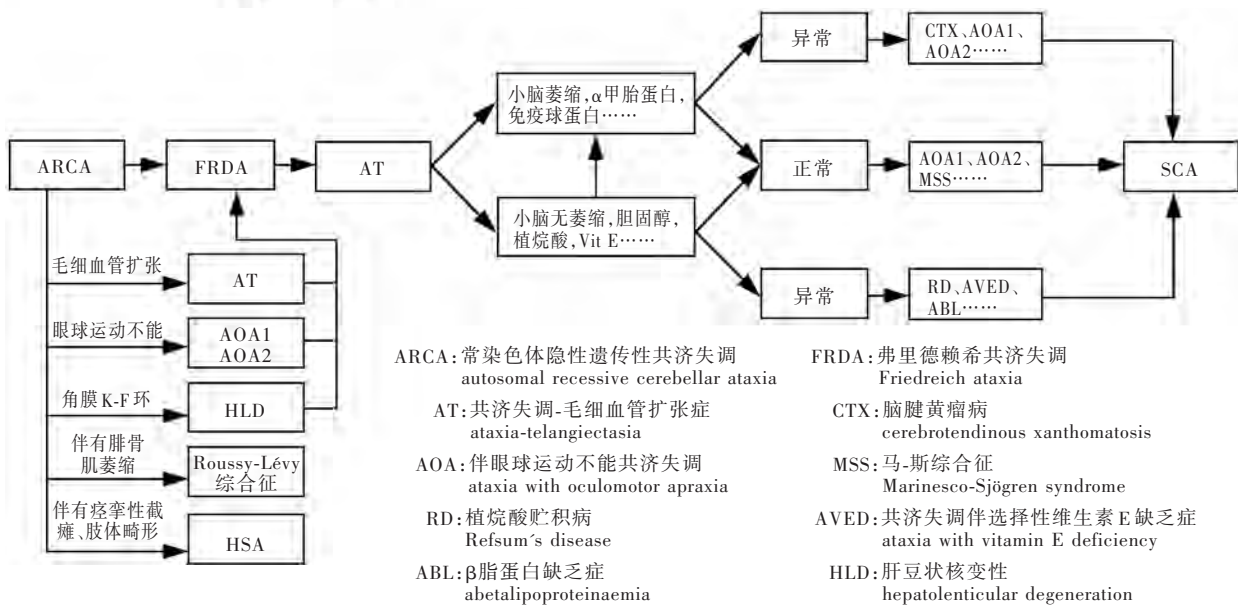 异常
CTX、AOA1、
AOA2……
小脑萎缩,α甲胎蛋白,
免疫球蛋白……
ARCA
FRDA
AT
正常
AOA1、AOA2、
MSS……
SCA
小脑无萎缩,胆固醇,
植烷酸,Vit E……
异常
RD、AVED、
ABL……
毛细血管扩张
AT
眼球运动不能
AOA1
AOA2
角膜K-F环
HLD
伴有腓骨
肌萎缩
Roussy-Lévy
综合征
伴有痉挛性截
瘫、肢体畸形
HSA
ARCA:常染色体隐性遗传性共济失调
autosomal recessive cerebellar ataxia
AT:共济失调-毛细血管扩张症
ataxia-telangiectasia
AOA:伴眼球运动不能共济失调
ataxia with oculomotor apraxia
RD:植烷酸贮积病
Refsum′s disease
ABL:β脂蛋白缺乏症
abetalipoproteinaemia
FRDA:弗里德赖希共济失调
Friedreich ataxia
CTX:脑腱黄瘤病
cerebrotendinous xanthomatosis
MSS:马-斯综合征
Marinesco-Sjögren syndrome
AVED:共济失调伴选择性维生素E缺乏症
ataxia with vitamin E deficiency
HLD:肝豆状核变性
hepatolenticular degeneration